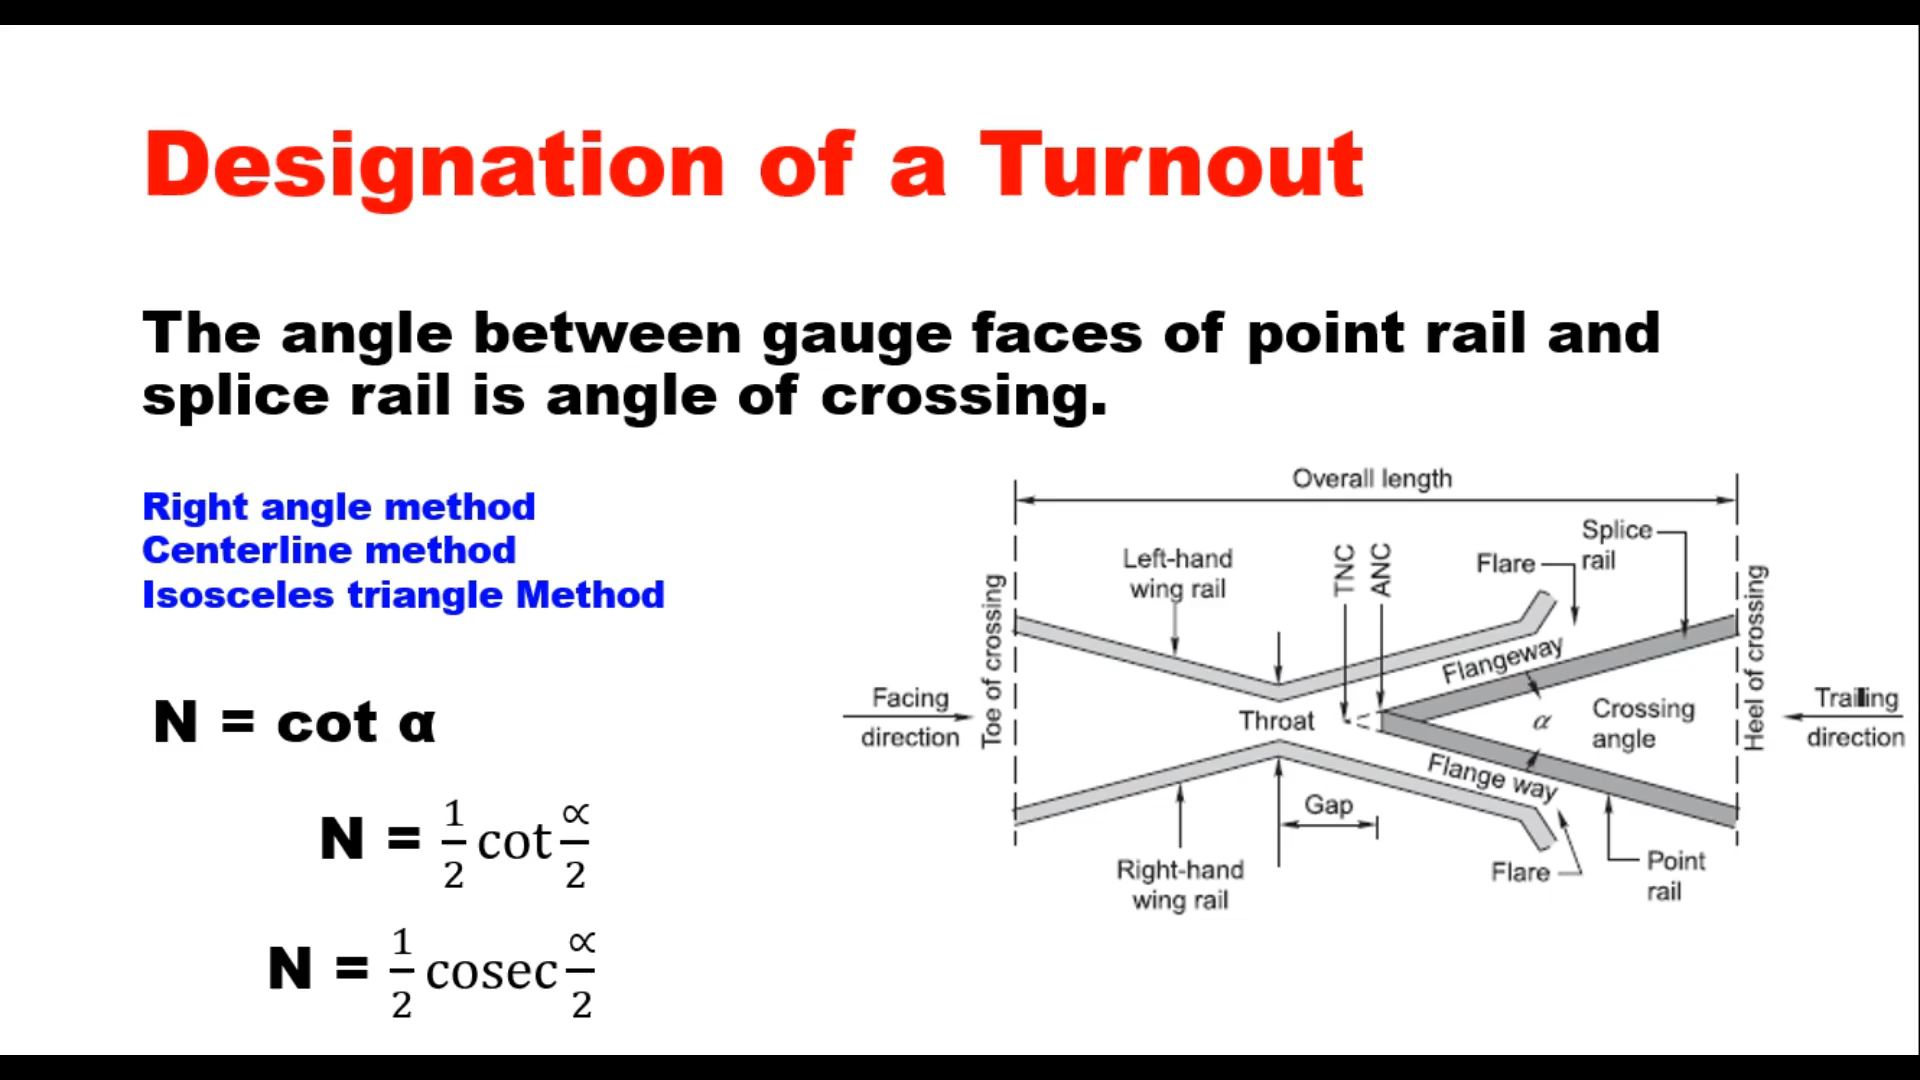 Designation of a Turnout
The angle between gauge faces of point rail and
splice rail is angle of crossing.
Right angle method
Centerline method
Isosceles triangle Method
N = cot α
N = 1/2 cot ∝/2
N = 1/2 cosec ∝/2
Overall length
Left-hand
wing rail
TNC
ANC
Flare
Splice
rail
Toe of crossing
Flangeway
Heel of crossing
Facing
direction
Throat
α
Crossing
angle
Trailing
direction
Flange way
Gap
Right-hand
wing rail
Flare
Point
rail